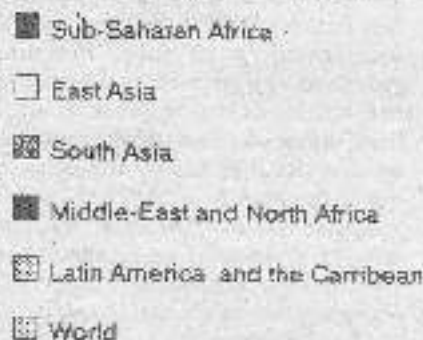 Sub-Saharan Africa
East Asia
South Asia
Middle-East and North Africa
Latin America and the Carribean
World